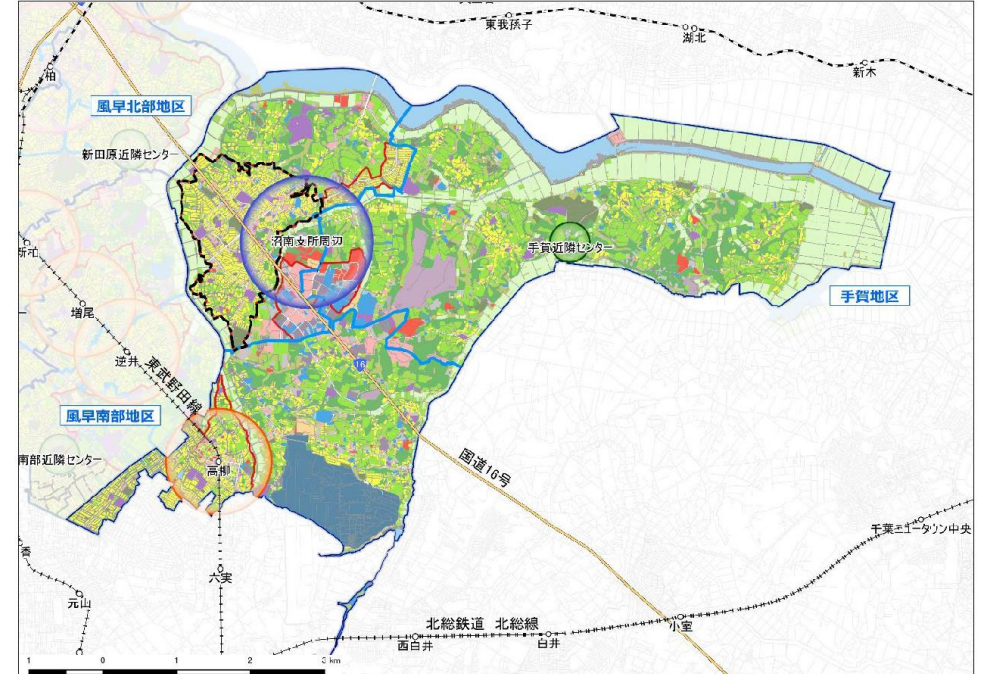 東我孫子
湖北
新木
柏
風早北部地区
新田原近隣センター
沼南支所周辺
手賀近隣センター
新柏
手賀地区
増尾
逆井
東武野田線
16
風早南部地区
南部近隣センター
高柳
国道16号
千葉ニュータウン中央
六実
元山
北総鉄道 北総線
小室
西白井
白井
1 0 1 2 3 km